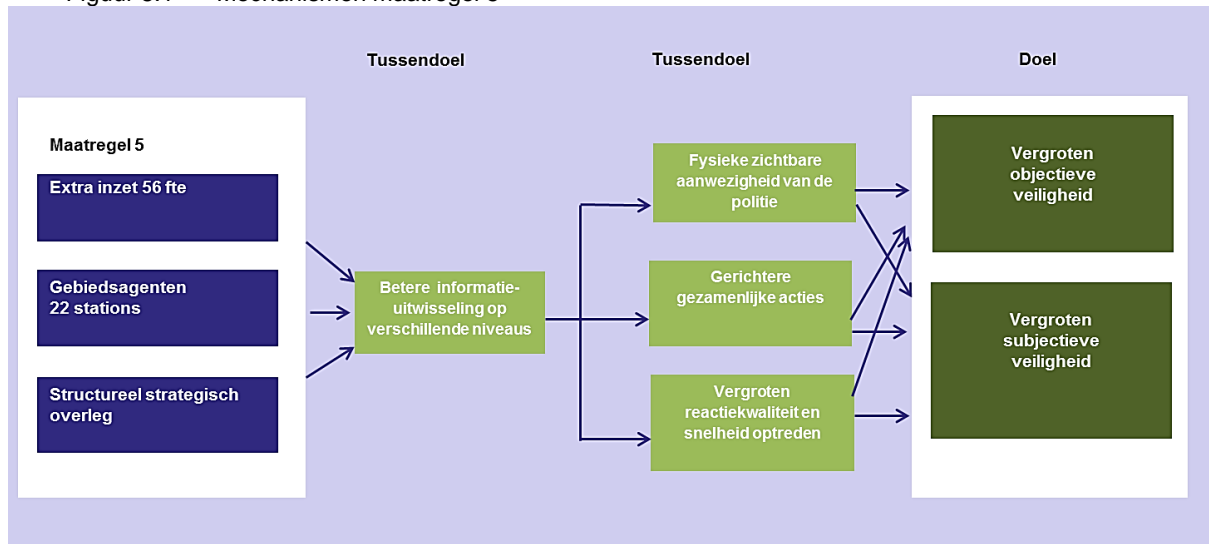 Tussendoel
Tussendoel
Doel
Maatregel 5
Extra inzet 56 fte
Gebiedsagenten
22 stations
Structureel strategisch
overleg
Betere informatie-
uitwisseling op
verschillende niveaus
Fysieke zichtbare
aanwezigheid van de
politie
Gerichtere
gezamenlijke acties
Vergroten
reactiekwaliteit en
snelheid optreden
Vergroten
objectieve
veiligheid
Vergroten
subjectieve
veiligheid